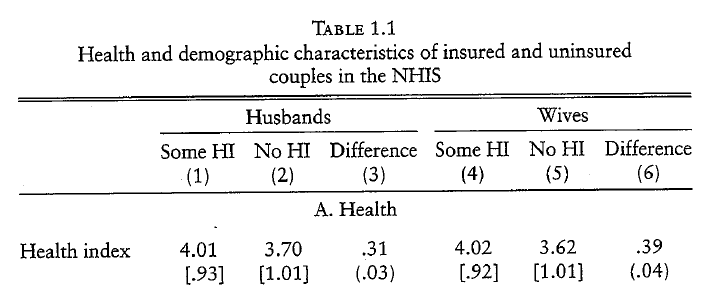 TABLE 1.1
Health and demographic characteristics of insured and uninsured
couples in the NHIS
Husbands Wives
Some HI No HI Difference Some HI No HI Difference
(1) (2) (3) (4) (5) (6)
A. Health
Health index 4.01 3.70 .31 4.02 3.62 .39
[.93] [1.01] (.03) [.92] [1.01] (.04)